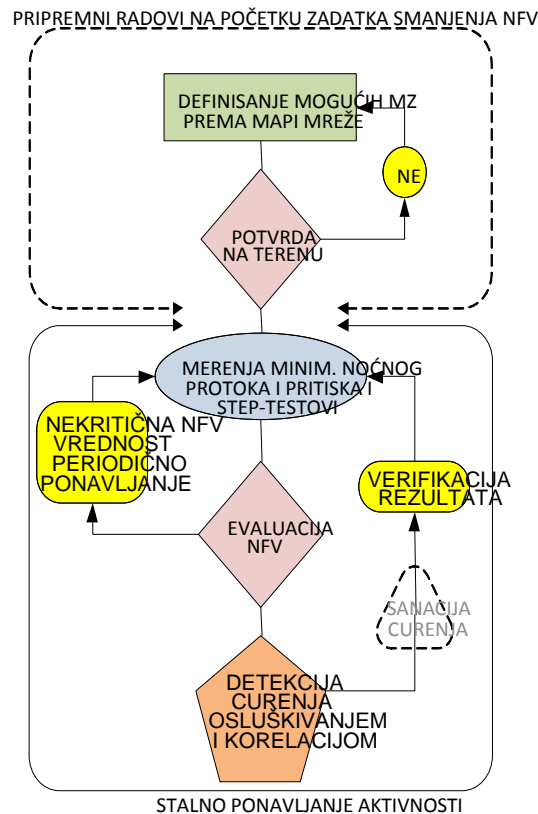 PRIPREMNI RADOVI NA POČETKU ZADATKA SMANJENJA NFV
DEFINISANJE MOGUĆIH MZ
PREMA MAPI MREŽE
NE
POTVRDA
NA TERENU
MERENJA MINIM. NOĆNOG
PROTOKA I PRITISKA I
STEP-TESTOVI
NEKRITIČNA NFV
VREDNOST
PERIODIČNO
PONAVLJANJE
VERIFIKACIJA
REZULTATA
EVALUACIJA
NFV
SANACIJA
CURENJA
DETEKCIJA
CURENJA
OSLUŠKIVANJEM
I KORELACIJOM
STALNO PONAVLJANJE AKTIVNOSTI